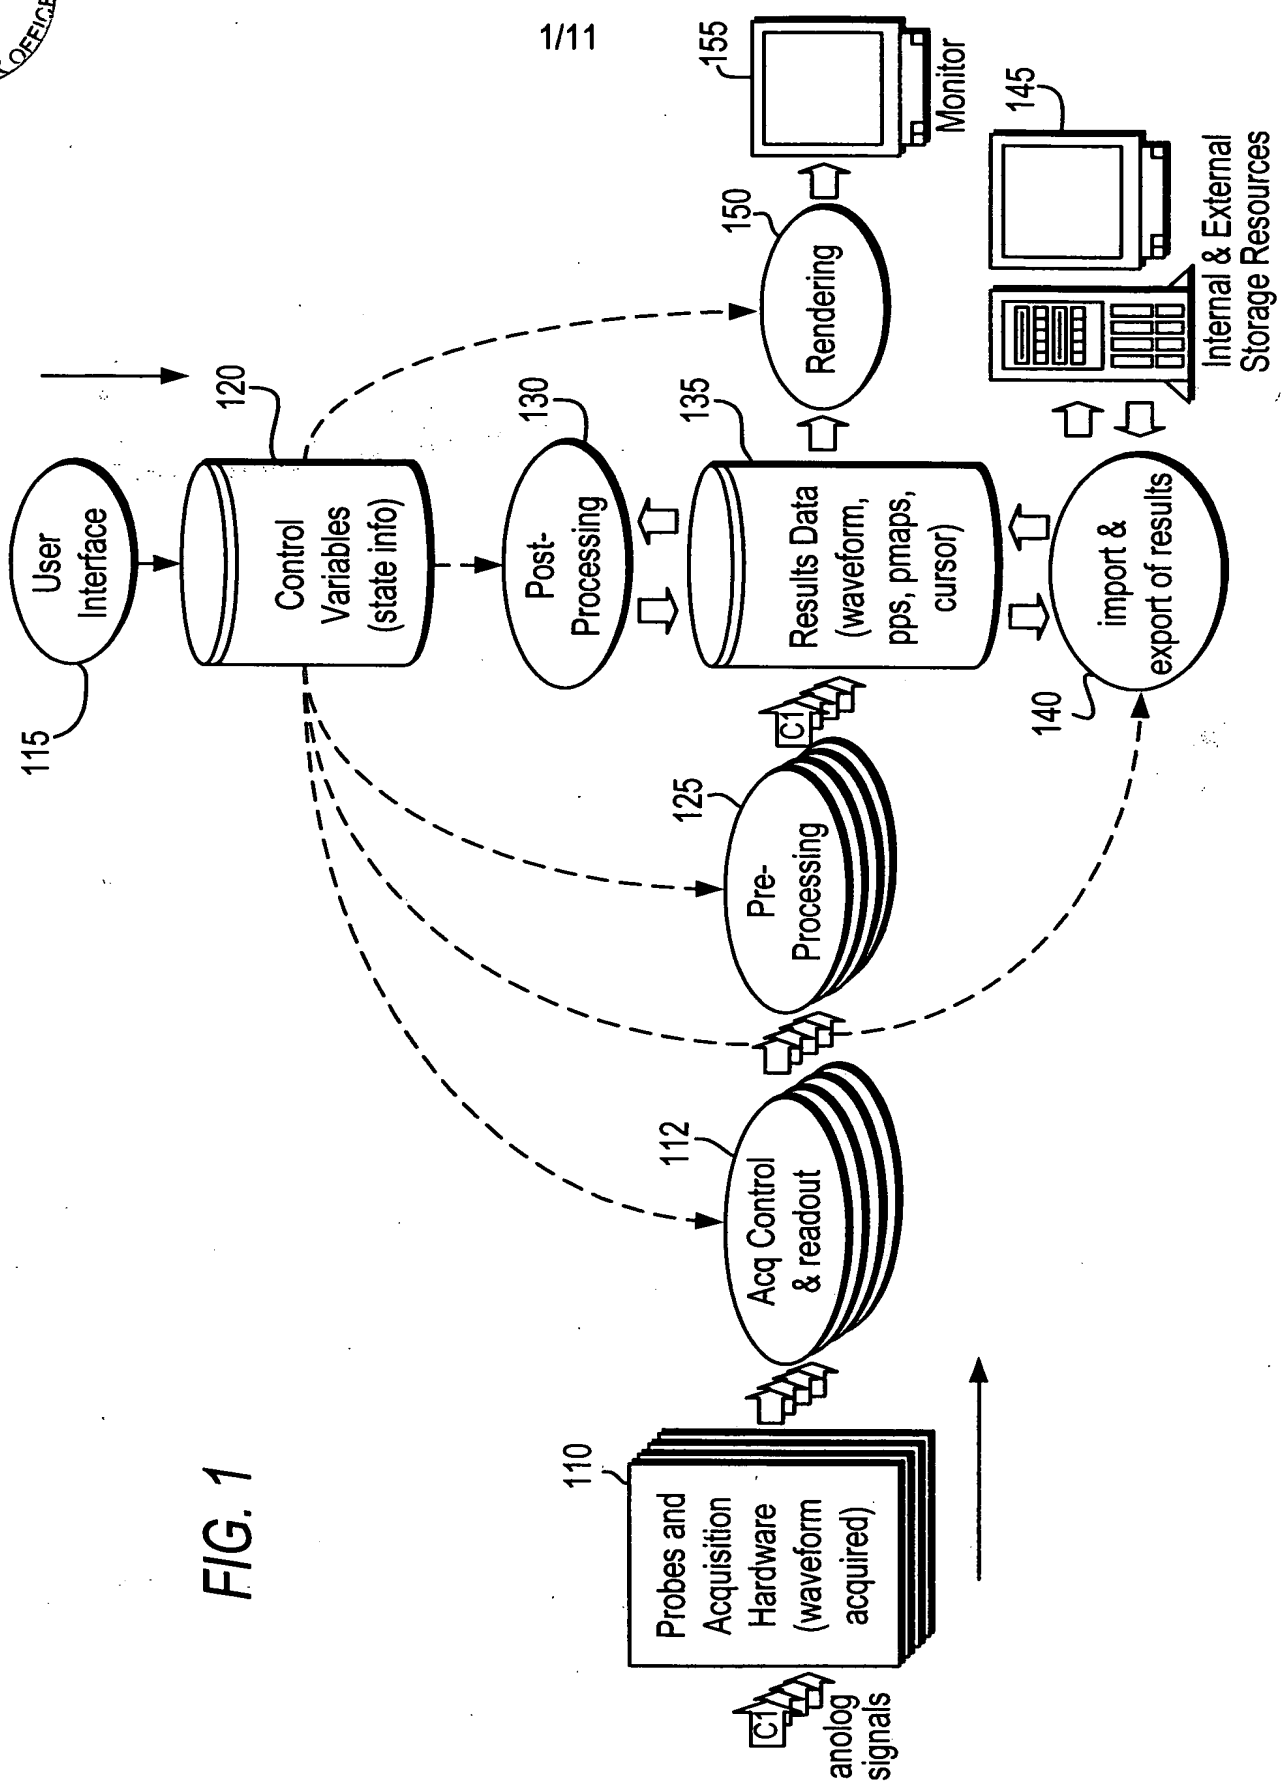 OFFICE
1/11
FIG. 1
115
User
Interface
120
Control
Variables
(state info)
130
Post-
Processing
110
Probes and
Acquisition
Hardware
(waveform
acquired)
C1
anolog
signals
112
Acq Control
& readout
125
Pre-
Processing
C1
135
Results Data
(waveform,
pps, pmaps,
cursor)
150
Rendering
155
Monitor
140
import &
export of results
145
Internal & External
Storage Resources